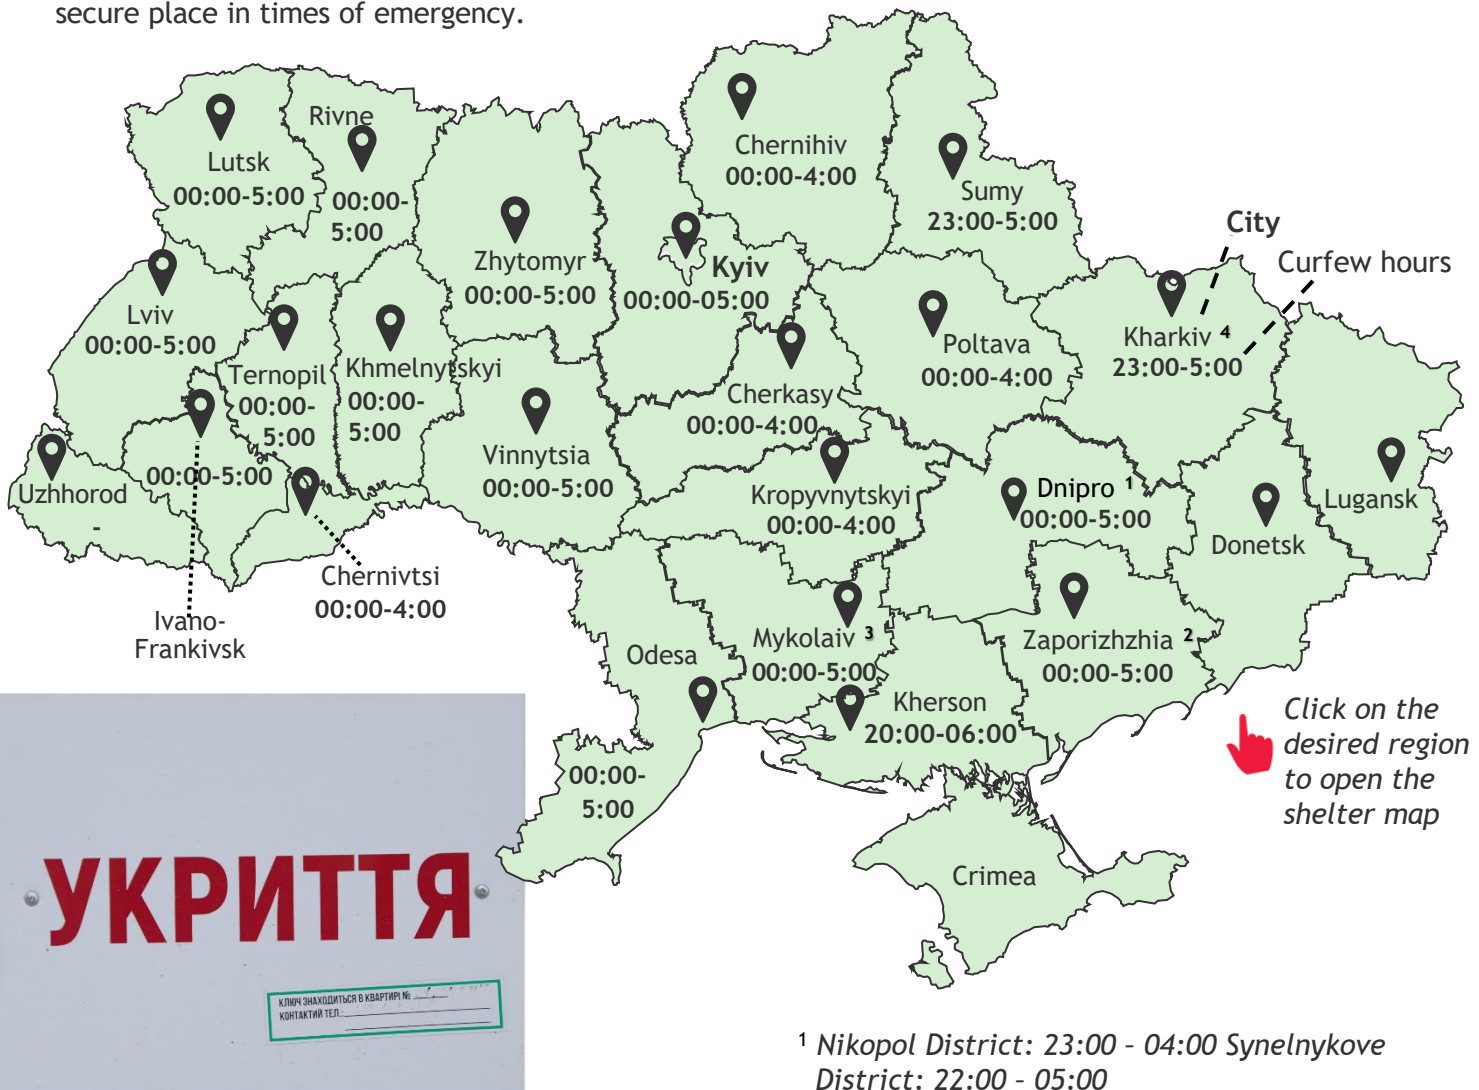 secure place in times of emergency.
Rivne
00:00-
5:00
Lutsk
00:00-5:00
Chernihiv
00:00-4:00
Sumy
23:00-5:00
City
Curfew hours
Zhytomyr
00:00-5:00
Kyiv
00:00-05:00
Lviv
00:00-5:00
Ternopil
00:00-
5:00
Khmelnytskyi
00:00-
5:00
Poltava
00:00-4:00
Kharkiv 4
23:00-5:00
Cherkasy
00:00-4:00
Vinnytsia
00:00-5:00
00:00-5:00
Uzhhorod
-
Kropyvnytskyi
00:00-4:00
Dnipro 1
00:00-5:00
Lugansk
Donetsk
Chernivtsi
00:00-4:00
Ivano-
Frankivsk
Odesa
Mykolaiv 3
00:00-5:00
Zaporizhzhia 2
00:00-5:00
Kherson
20:00-06:00
00:00-
5:00
Click on the
desired region
to open the
shelter map
Crimea
УКРИТТЯ
КЛЮЧ ЗНАХОДИТЬСЯ В КВАРТИРІ №
КОНТАКТИЙ ТЕЛ.:
1 Nikopol District: 23:00 – 04:00 Synelnykove
District: 22:00 – 05:00